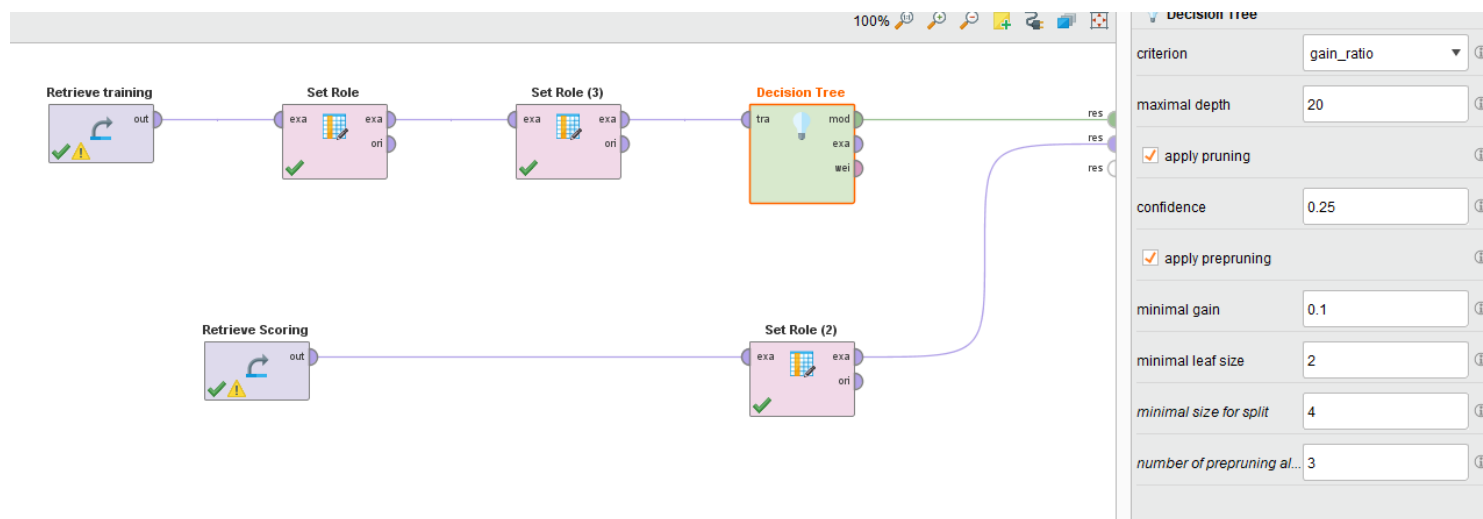 100%
Decision Tree
criterion
gain_ratio
maximal depth
20
apply pruning
confidence
0.25
apply prepruning
minimal gain
0.1
minimal leaf size
2
minimal size for split
4
number of prepruning al...
3
Retrieve training
out
Set Role
exa
exa
ori
Set Role (3)
exa
exa
ori
Decision Tree
tra
mod
exa
wei
res
res
res
Retrieve Scoring
out
Set Role (2)
exa
exa
ori